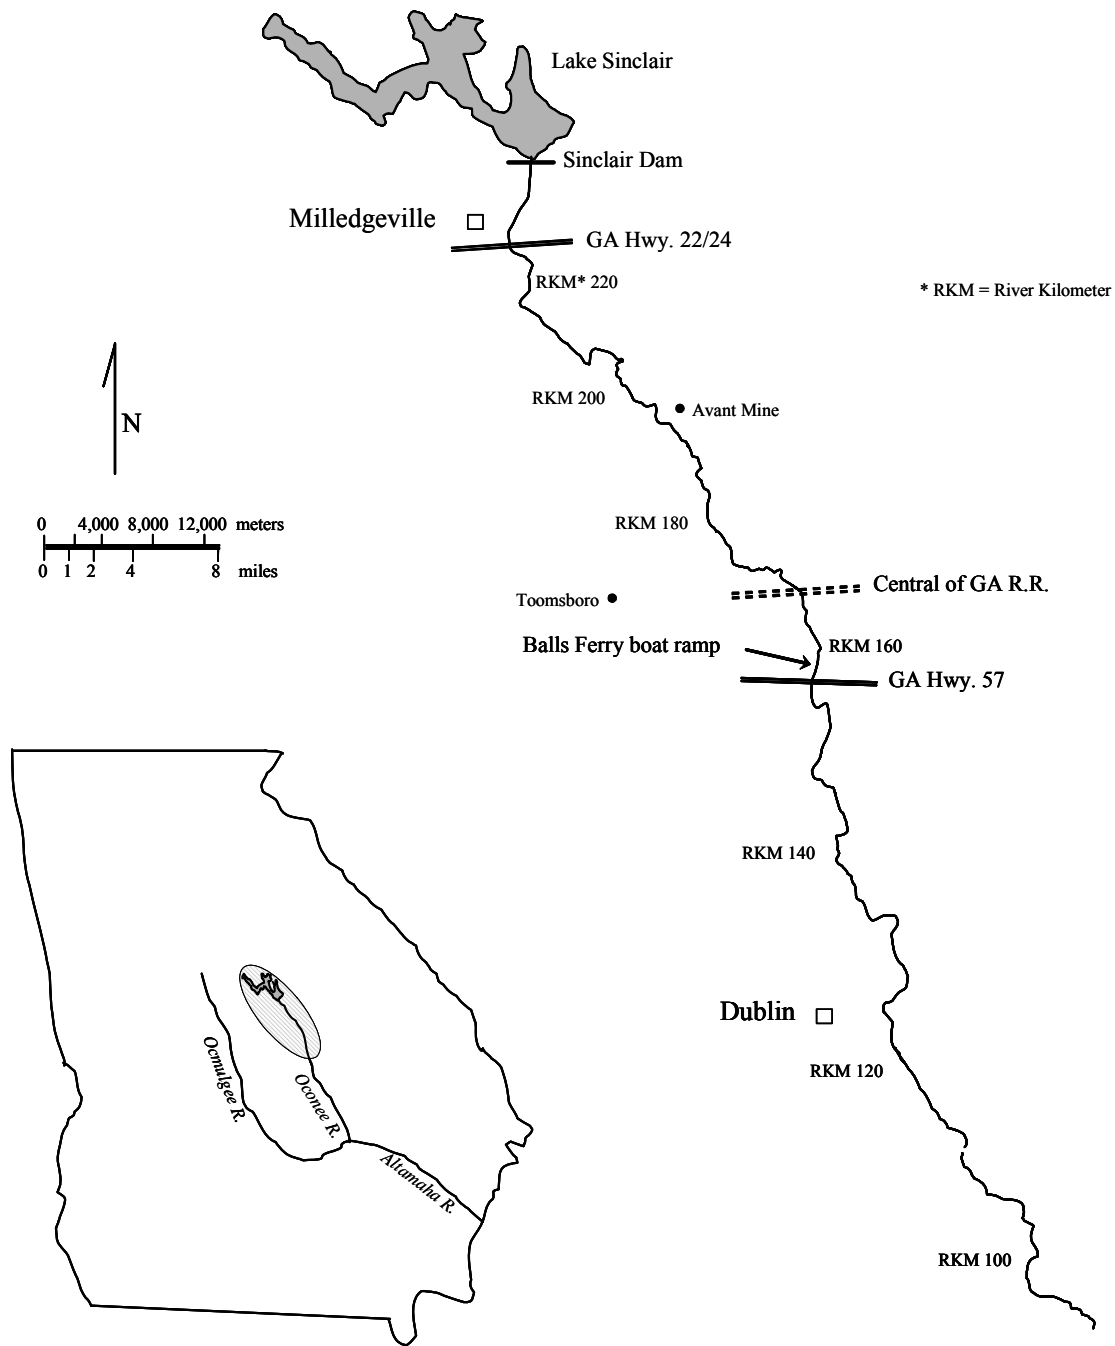 Lake Sinclair
Sinclair Dam
Milledgeville
GA Hwy. 22/24
RKM* 220
* RKM = River Kilometer
RKM 200
Avant Mine
N
0 4,000 8,000 12,000 meters
0 1 2 4 8 miles
RKM 180
Central of GA R.R.
Toomsboro
Balls Ferry boat ramp
RKM 160
GA Hwy. 57
RKM 140
Dublin
RKM 120
Ocmulgee R.
Oconee R.
Altamaha R.
RKM 100